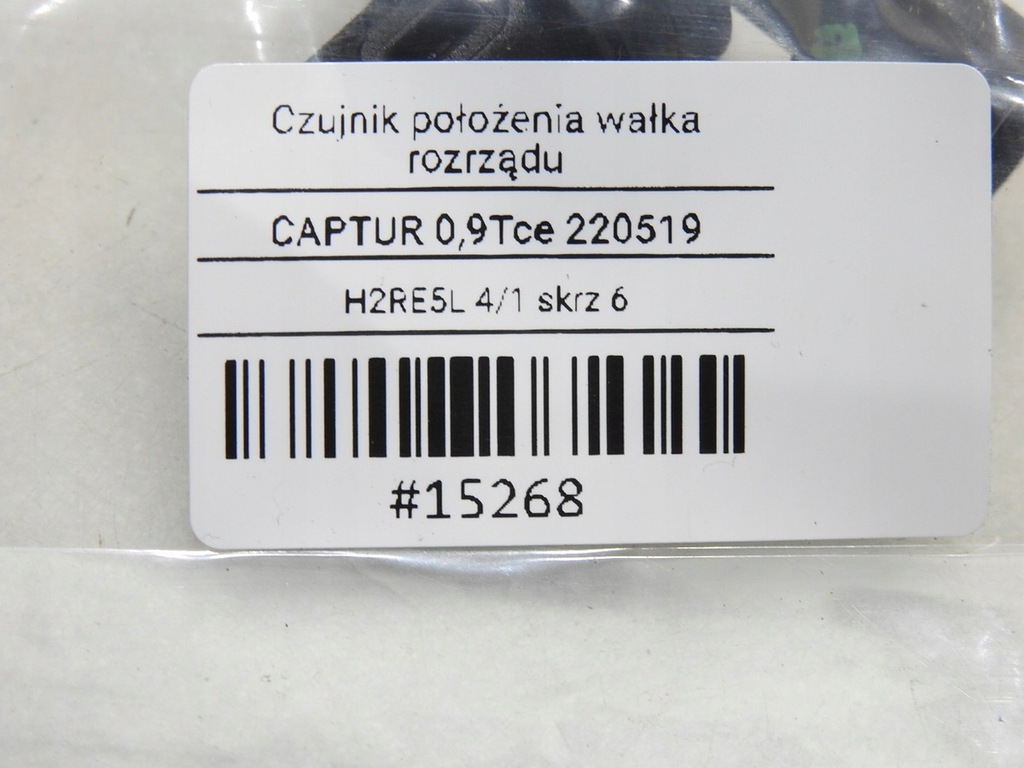 Czujnik położenia wałka
rozrządu
CAPTUR 0,9Tce 220519
H2RE5L 4/1 skrz 6
#15268